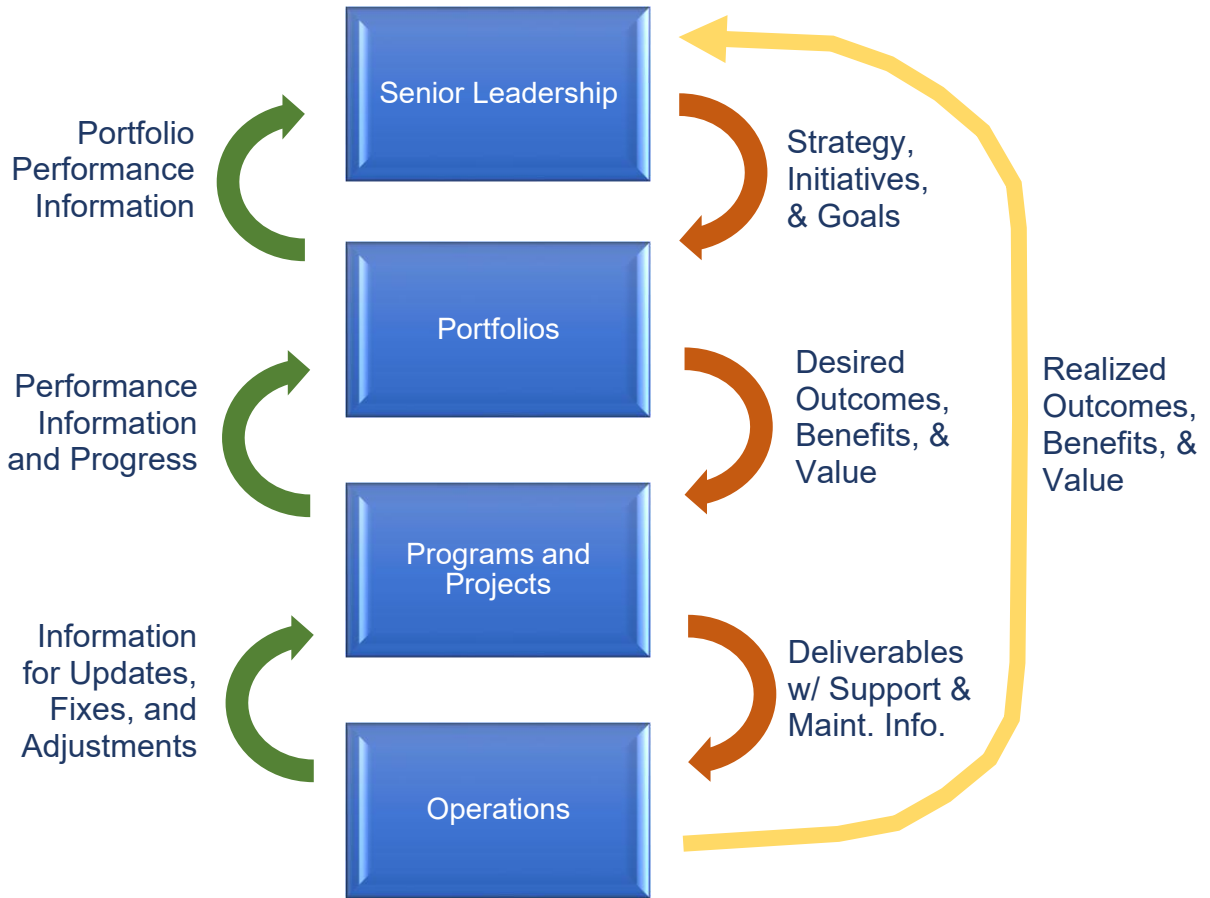 Senior Leadership
Portfolio
Performance
Information
Strategy,
Initiatives,
& Goals
Portfolios
Performance
Information
and Progress
Desired
Outcomes,
Benefits, &
Value
Realized
Outcomes,
Benefits, &
Value
Programs and
Projects
Information
for Updates,
Fixes, and
Adjustments
Deliverables
w/ Support &
Maint. Info.
Operations